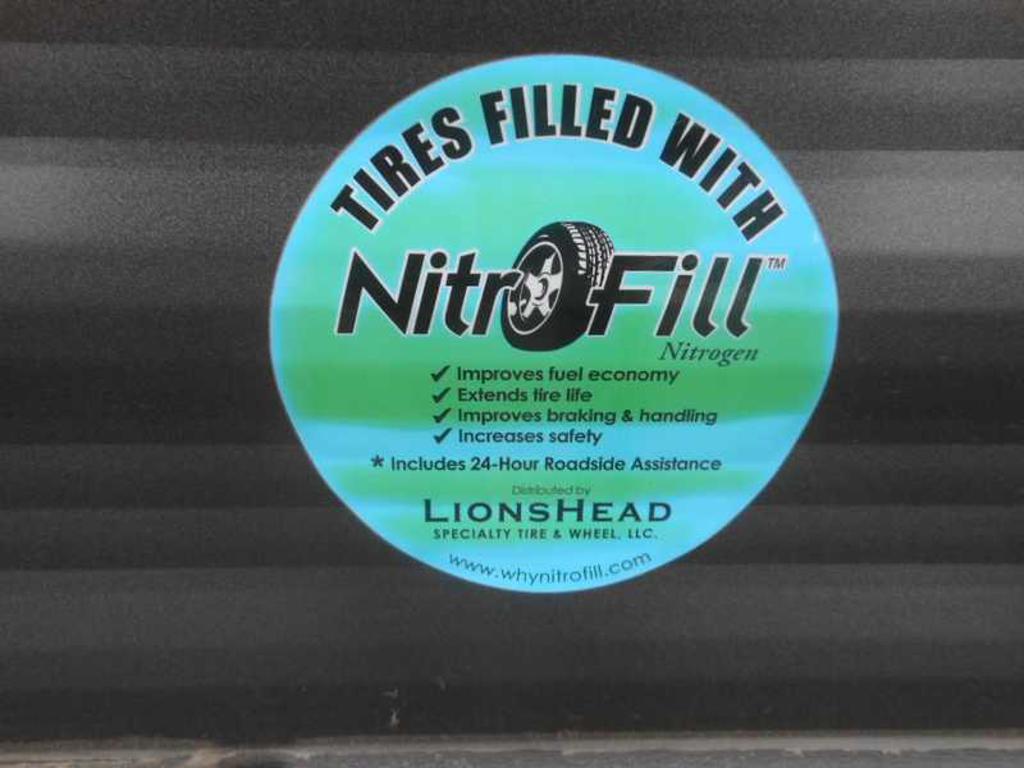 TIRES FILLED WITH
NitroFill™
Nitrogen
✓ Improves fuel economy
✓ Extends tire life
✓ Improves braking & handling
✓ Increases safety
* Includes 24-Hour Roadside Assistance
Distributed by
LIONSHEAD
SPECIALTY TIRE & WHEEL, LLC.
www.whynitrofill.com